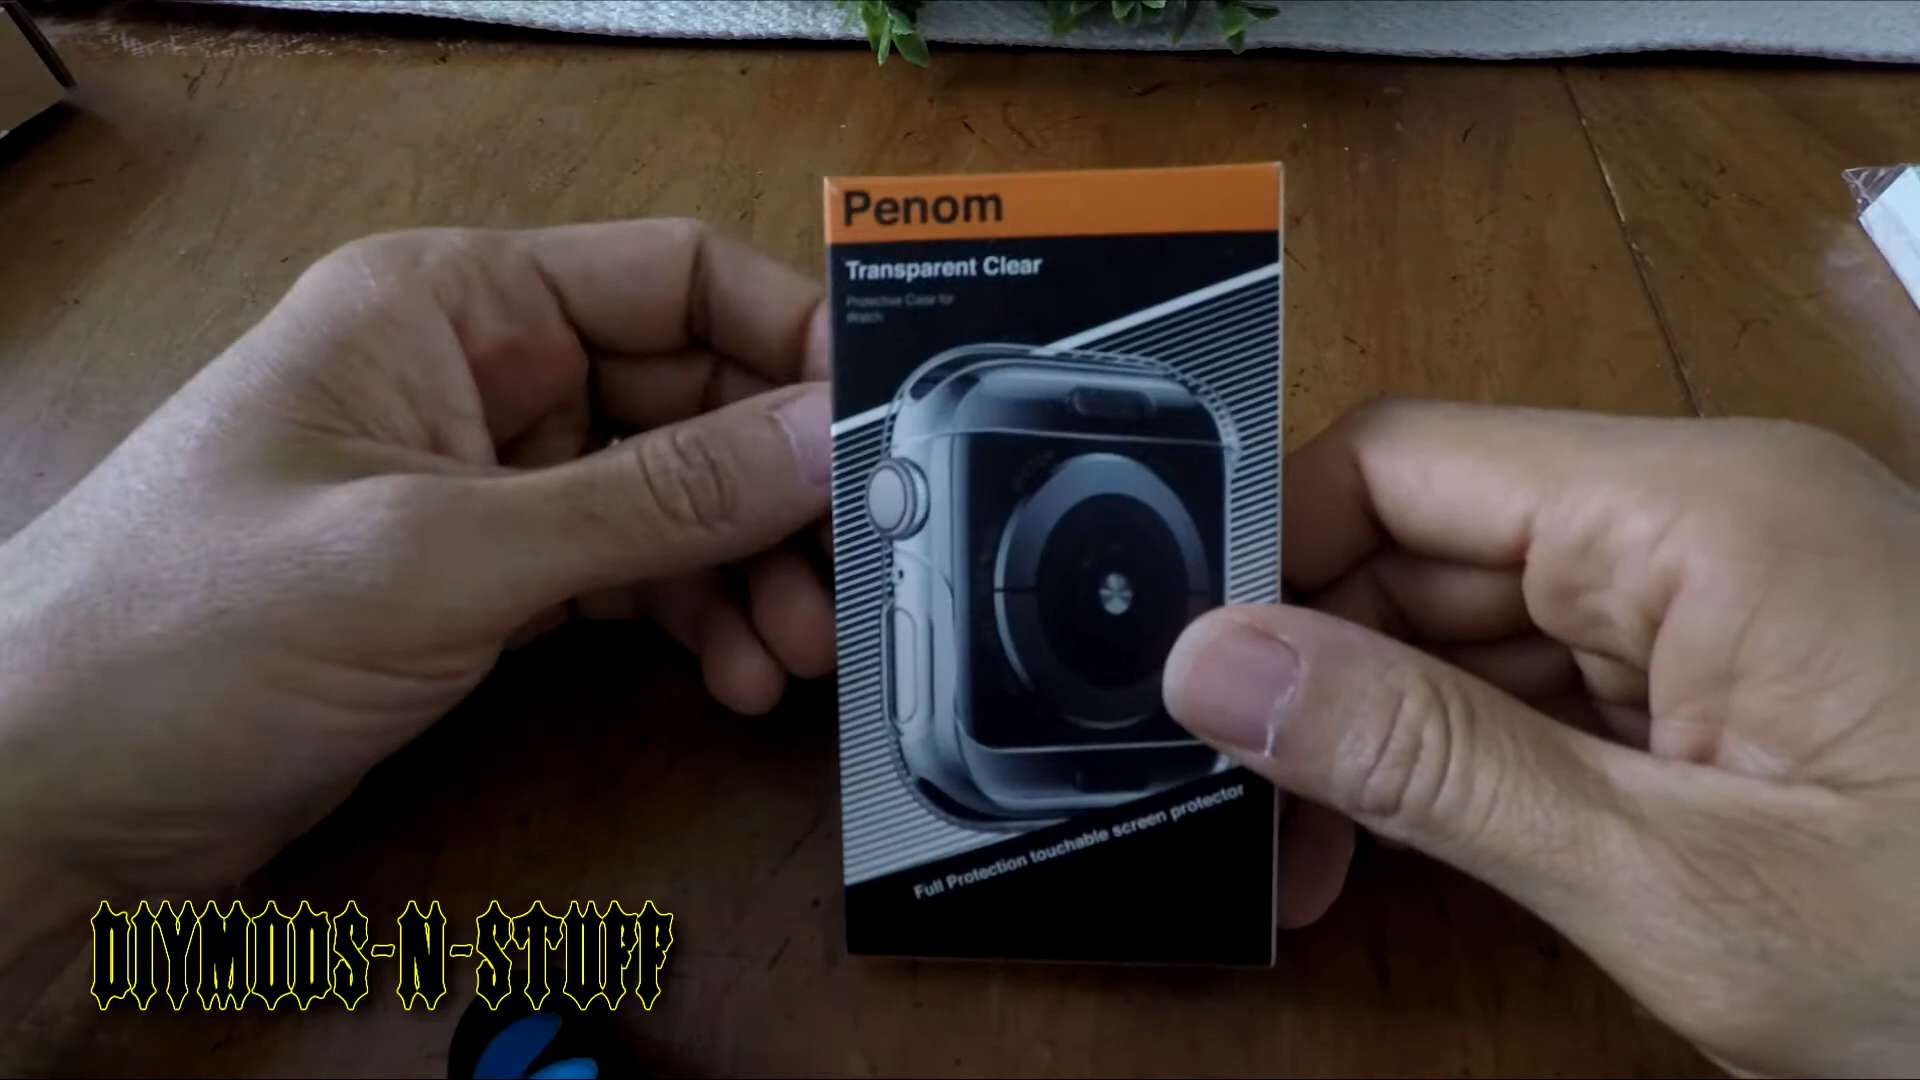 Penom
Transparent Clear
Protective Case for
Watch
Full Protection touchable screen protector
DIYMODS-N-STUFF